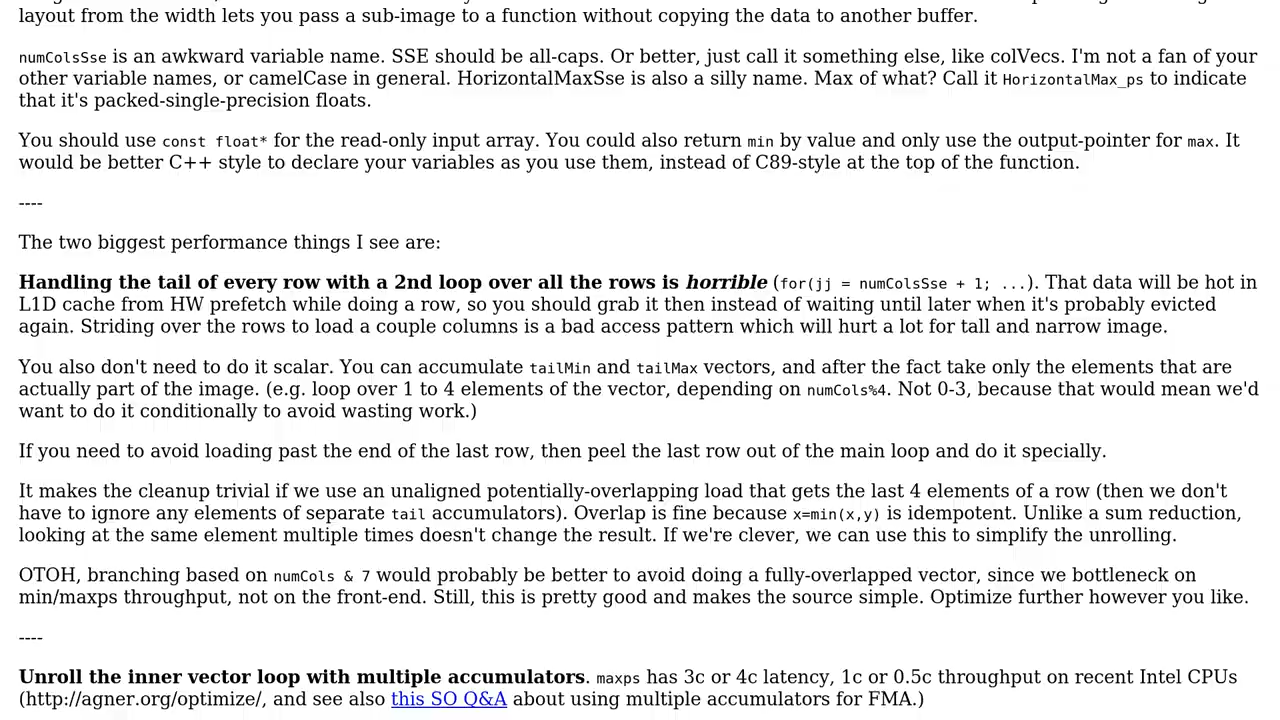 layout from the width lets you pass a sub-image to a function without copying the data to another buffer.
numColsSse is an awkward variable name. SSE should be all-caps. Or better, just call it something else, like colVecs. I'm not a fan of your
other variable names, or camelCase in general. HorizontalMaxSse is also a silly name. Max of what? Call it HorizontalMax_ps to indicate
that it's packed-single-precision floats.
You should use const float* for the read-only input array. You could also return min by value and only use the output-pointer for max. It
would be better C++ style to declare your variables as you use them, instead of C89-style at the top of the function.
----
The two biggest performance things I see are:
Handling the tail of every row with a 2nd loop over all the rows is horrible (for(jj = numColsSse + 1; ...). That data will be hot in
L1D cache from HW prefetch while doing a row, so you should grab it then instead of waiting until later when it's probably evicted
again. Striding over the rows to load a couple columns is a bad access pattern which will hurt a lot for tall and narrow image.
You also don't need to do it scalar. You can accumulate tailMin and tailMax vectors, and after the fact take only the elements that are
actually part of the image. (e.g. loop over 1 to 4 elements of the vector, depending on numCols%4. Not 0-3, because that would mean we'd
want to do it conditionally to avoid wasting work.)
If you need to avoid loading past the end of the last row, then peel the last row out of the main loop and do it specially.
It makes the cleanup trivial if we use an unaligned potentially-overlapping load that gets the last 4 elements of a row (then we don't
have to ignore any elements of separate tail accumulators). Overlap is fine because x=min(x,y) is idempotent. Unlike a sum reduction,
looking at the same element multiple times doesn't change the result. If we're clever, we can use this to simplify the unrolling.
OTOH, branching based on numCols & 7 would probably be better to avoid doing a fully-overlapped vector, since we bottleneck on
min/maxps throughput, not on the front-end. Still, this is pretty good and makes the source simple. Optimize further however you like.
----
Unroll the inner vector loop with multiple accumulators. maxps has 3c or 4c latency, 1c or 0.5c throughput on recent Intel CPUs
(http://agner.org/optimize/, and see also this SO Q&A about using multiple accumulators for FMA.)